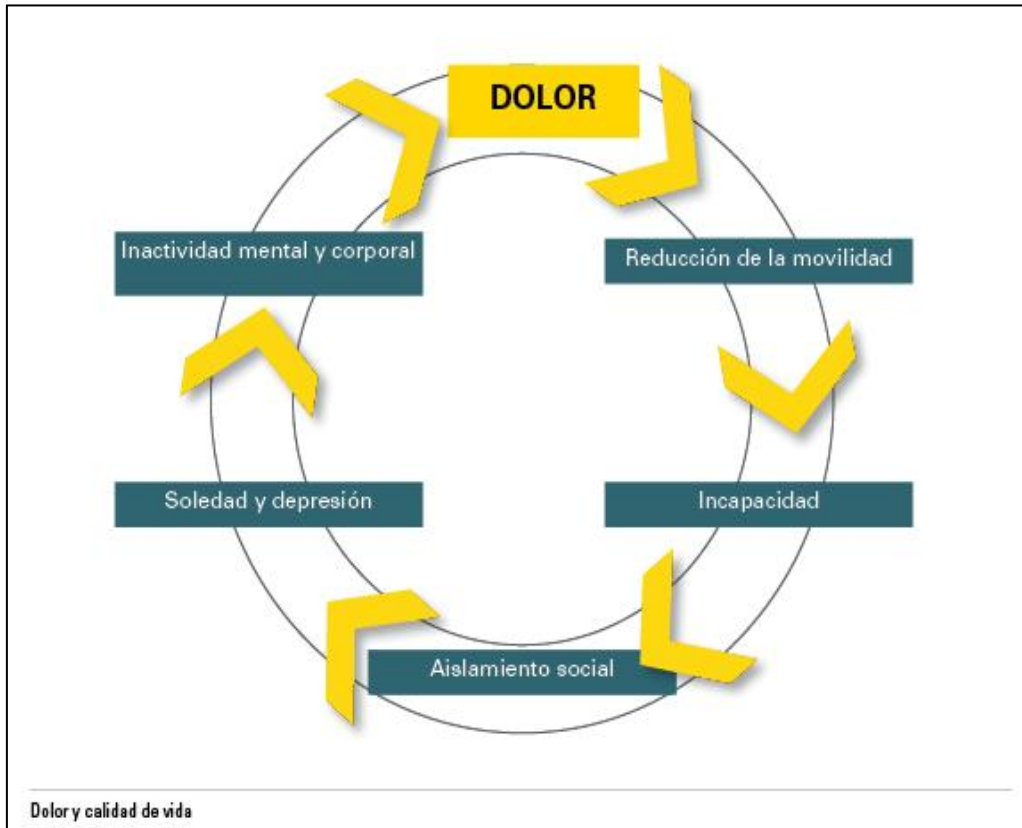 DOLOR
Reducción de la movilidad
Incapacidad
Aislamiento social
Soledad y depresión
Inactividad mental y corporal
Dolor y calidad de vida